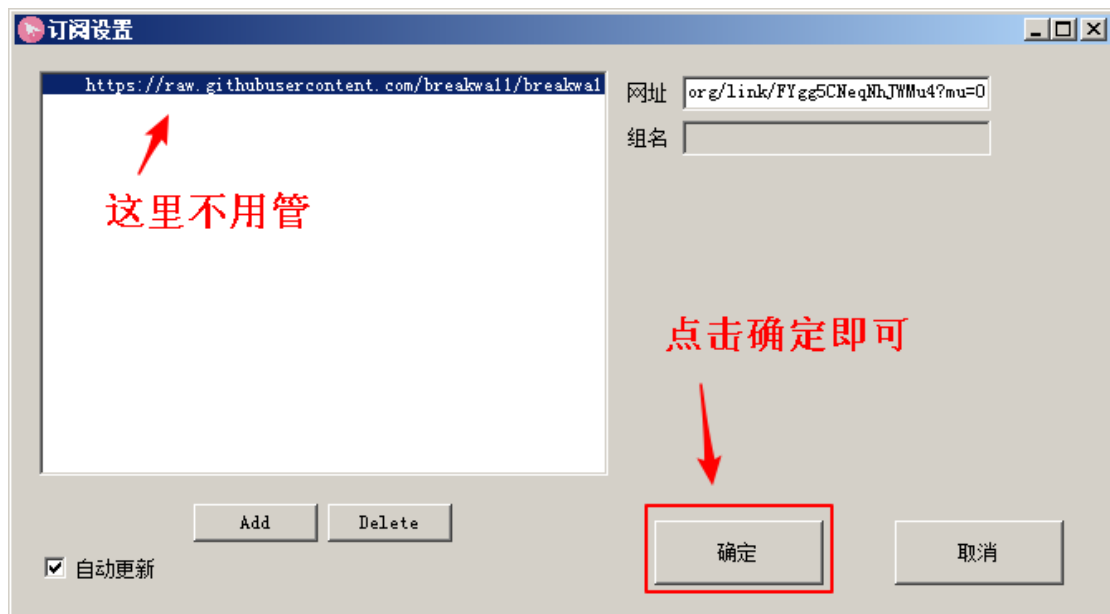 订阅设置
https://raw.githubusercontent.com/breakwa11/breakwal
网址
org/link/FYgg5CNeqNhJWMu4?mu=0
组名
这里不用管
点击确定即可
Add
Delete
自动更新
确定
取消